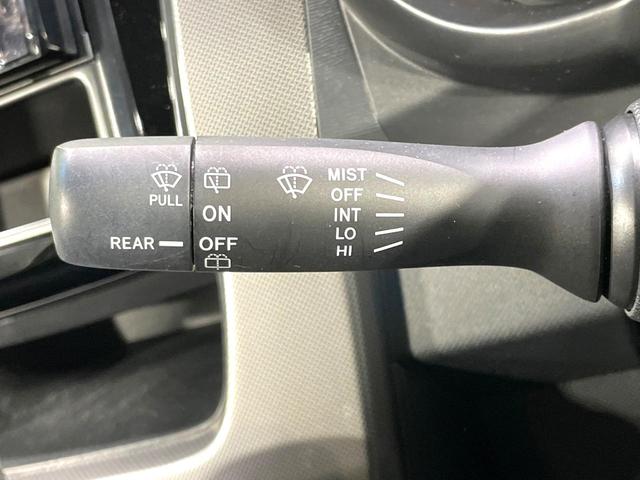 PULL
REAR
ON
OFF
MIST
OFF
INT
LO
HI